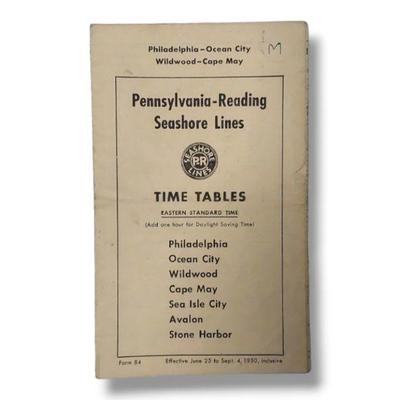 Philadelphia–Ocean City
M
Wildwood–Cape May
Pennsylvania-Reading
Seashore Lines
SEASHORE
P-R
LINES
TIME TABLES
EASTERN STANDARD TIME
(Add one hour for Daylight Saving Time)
Philadelphia
Ocean City
Wildwood
Cape May
Sea Isle City
Avalon
Stone Harbor
Form 84
Effective June 25 to Sept. 4, 1950, inclusive